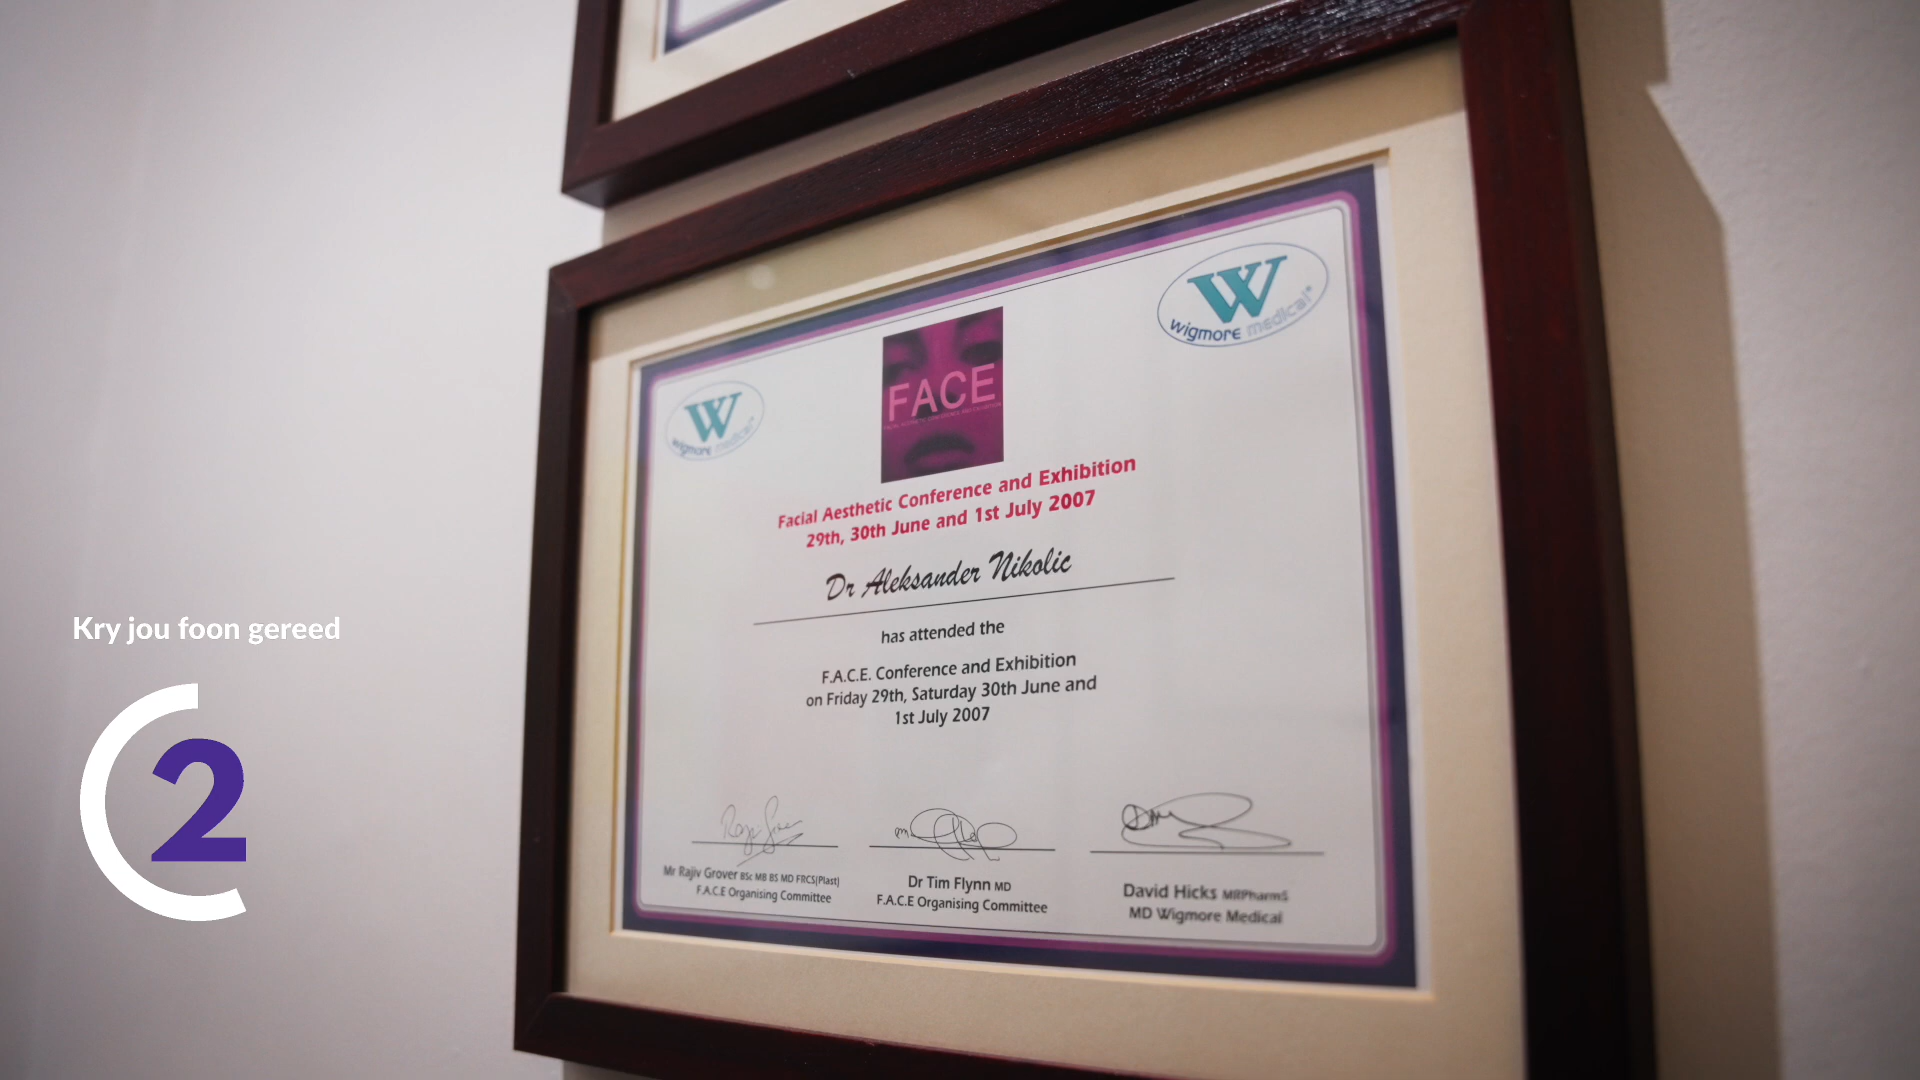 wigmore medical
FACE
wigmore medical
Facial Aesthetic Conference and Exhibition
29th, 30th June and 1st July 2007
Dr Aleksander Nikolic
has attended the
F.A.C.E. Conference and Exhibition
on Friday 29th, Saturday 30th June and
1st July 2007
Mr Rajiv Grover BSc MB BS MD FRCS(Plast)
F.A.C.E Organising Committee
Dr Tim Flynn MD
F.A.C.E Organising Committee
David Hicks MRPharmS
MD Wigmore Medical
Kry jou foon gereed
2